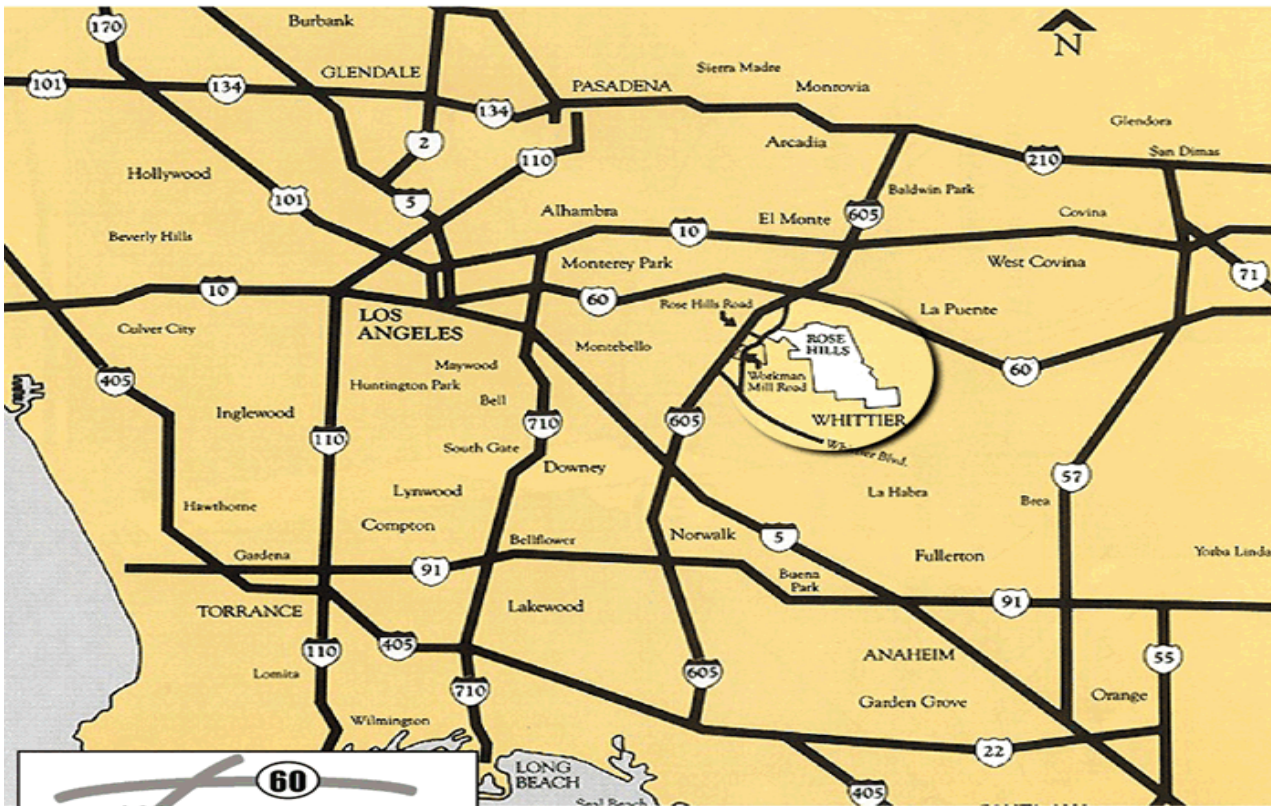 Burbank
170
GLENDALE
Sierra Madre
N
101
134
PASADENA
Monrovia
134
Glendora
2
Arcadia
110
210
San Dimas
Hollywood
101
5
Baldwin Park
Alhambra
El Monte
605
Covina
Beverly Hills
10
Monterey Park
West Covina
71
10
60
Rose Hills Road
La Puente
Culver City
LOS
ANGELES
Montebello
ROSE
HILLS
Maywood
60
405
Huntington Park
Workman
Mill Road
Inglewood
Bell
110
710
605
WHITTIER
South Gate
Downey
Whittier Blvd.
57
Lynwood
La Habra
Brea
Hawthorne
Compton
Bellflower
Norwalk
5
Gardena
91
Fullerton
Yorba Linda
Buena
Park
TORRANCE
Lakewood
91
110
405
ANAHEIM
55
Lomita
710
605
Garden Grove
Orange
Wilmington
22
60
LONG
BEACH
405
Seal Beach